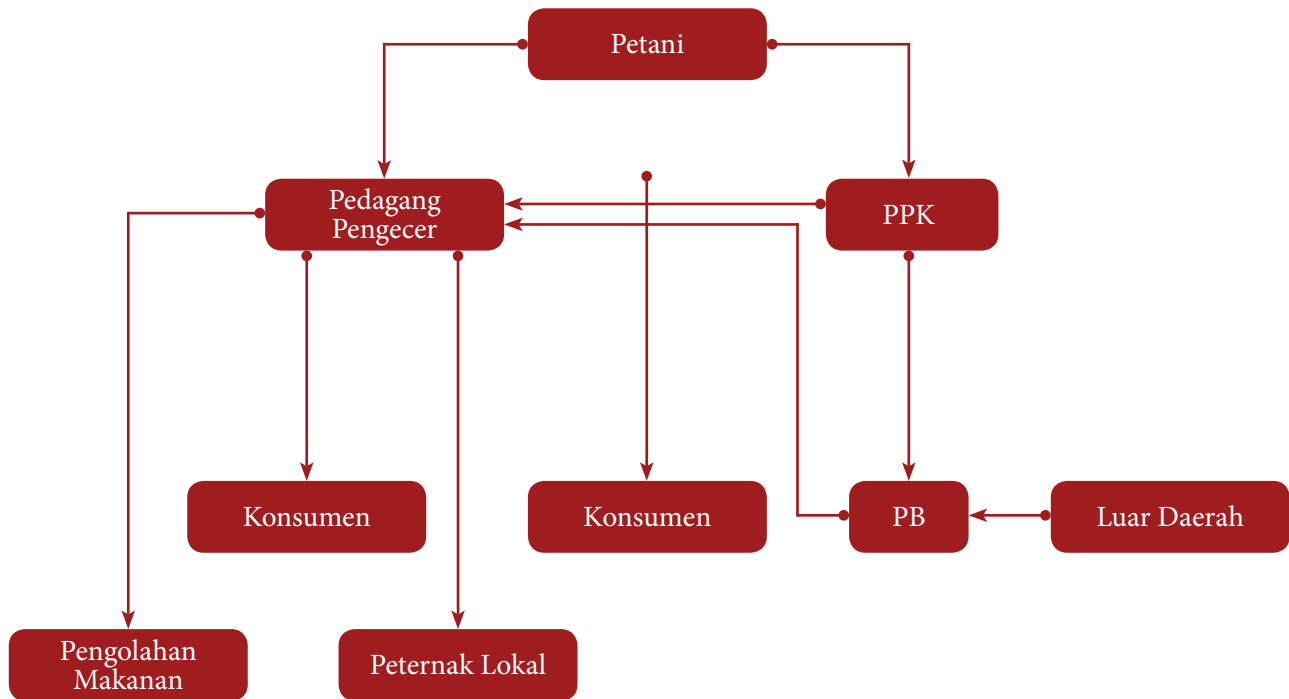 Petani
Pedagang
Pengecer
PPK
Konsumen
Konsumen
PB
Luar Daerah
Pengolahan
Makanan
Peternak Lokal